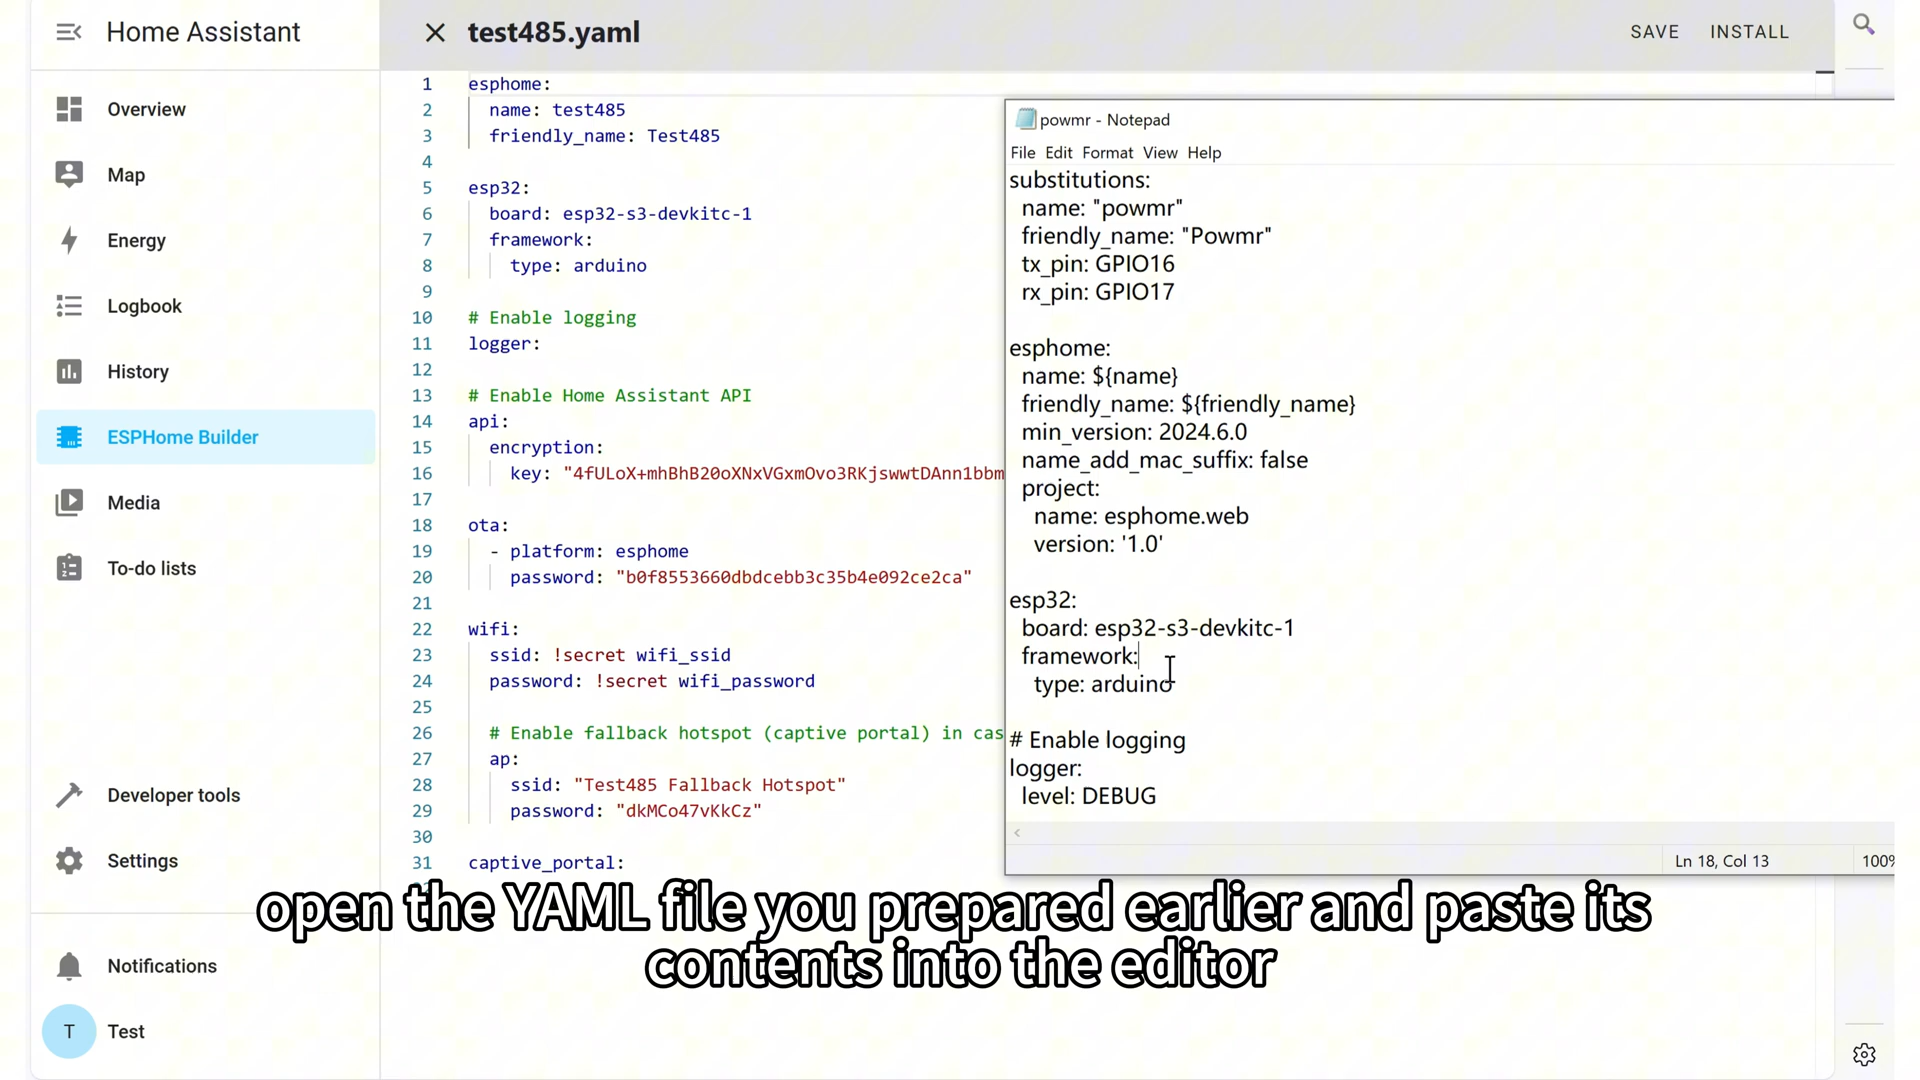 Home Assistant
Overview
Map
Energy
Logbook
History
ESPHome Builder
Media
To-do lists
Developer tools
Settings
Notifications
T
Test
test485.yaml
SAVE
INSTALL
1 esphome:
2 name: test485
3 friendly_name: Test485
4
5 esp32:
6 board: esp32-s3-devkitc-1
7 framework:
8 type: arduino
9
10 # Enable logging
11 logger:
12
13 # Enable Home Assistant API
14 api:
15 encryption:
16 key: "4fULoX+mhBhB20oXNxVGxmOvo3RKjswwtDAnn1bbm
17
18 ota:
19 - platform: esphome
20 password: "b0f8553660dbdcebb3c35b4e092ce2ca"
21
22 wifi:
23 ssid: !secret wifi_ssid
24 password: !secret wifi_password
25
26 # Enable fallback hotspot (captive portal) in cas
27 ap:
28 ssid: "Test485 Fallback Hotspot"
29 password: "dkMCo47vKkCz"
30
31 captive_portal:
powmr - Notepad
File Edit Format View Help
substitutions:
name: "powmr"
friendly_name: "Powmr"
tx_pin: GPIO16
rx_pin: GPIO17
esphome:
name: ${name}
friendly_name: ${friendly_name}
min_version: 2024.6.0
name_add_mac_suffix: false
project:
name: esphome.web
version: '1.0'
esp32:
board: esp32-s3-devkitc-1
framework:
type: arduino
# Enable logging
logger:
level: DEBUG
Ln 18, Col 13
100%
open the YAML file you prepared earlier and paste its
contents into the editor